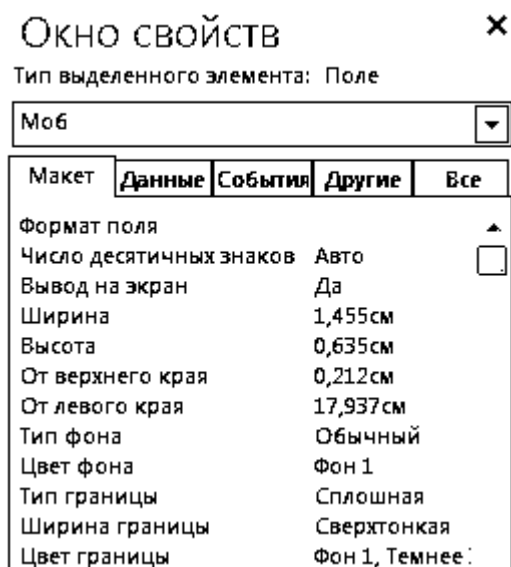 Окно свойств
Тип выделенного элемента: Поле
Моб
Макет Данные События Другие Все
Формат поля
Число десятичных знаков Авто
Вывод на экран Да
Ширина 1,455см
Высота 0,635см
От верхнего края 0,212см
От левого края 17,937см
Тип фона Обычный
Цвет фона Фон 1
Тип границы Сплошная
Ширина границы Сверхтонкая
Цвет границы Фон 1, Темнее